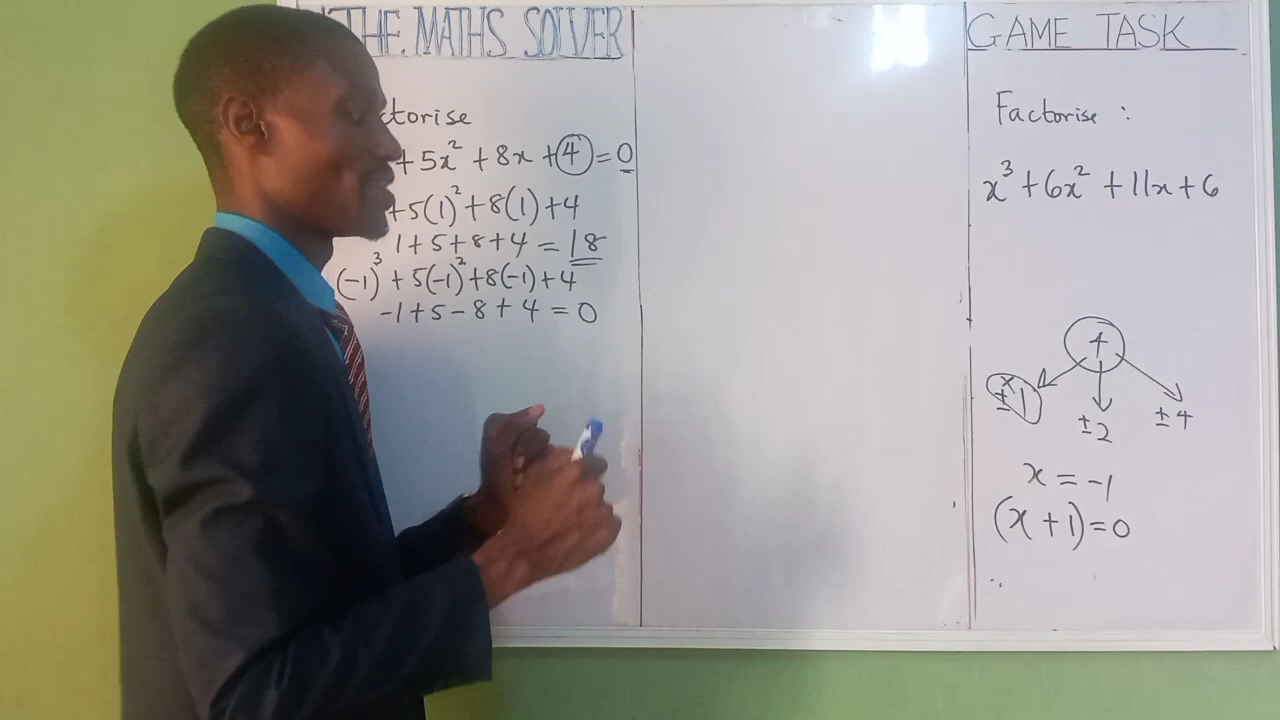 THE MATHS SOLVER
ctorise
+ 5x² + 8x + 4 = 0
+ 5(1)² + 8(1) + 4
1 + 5 + 8 + 4 = 18
(-1)³ + 5(-1)² + 8(-1) + 4
-1 + 5 - 8 + 4 = 0
GAME TASK
Factorise :
x³ + 6x² + 11x + 6
4
±1
±2
±4
x = -1
(x + 1) = 0